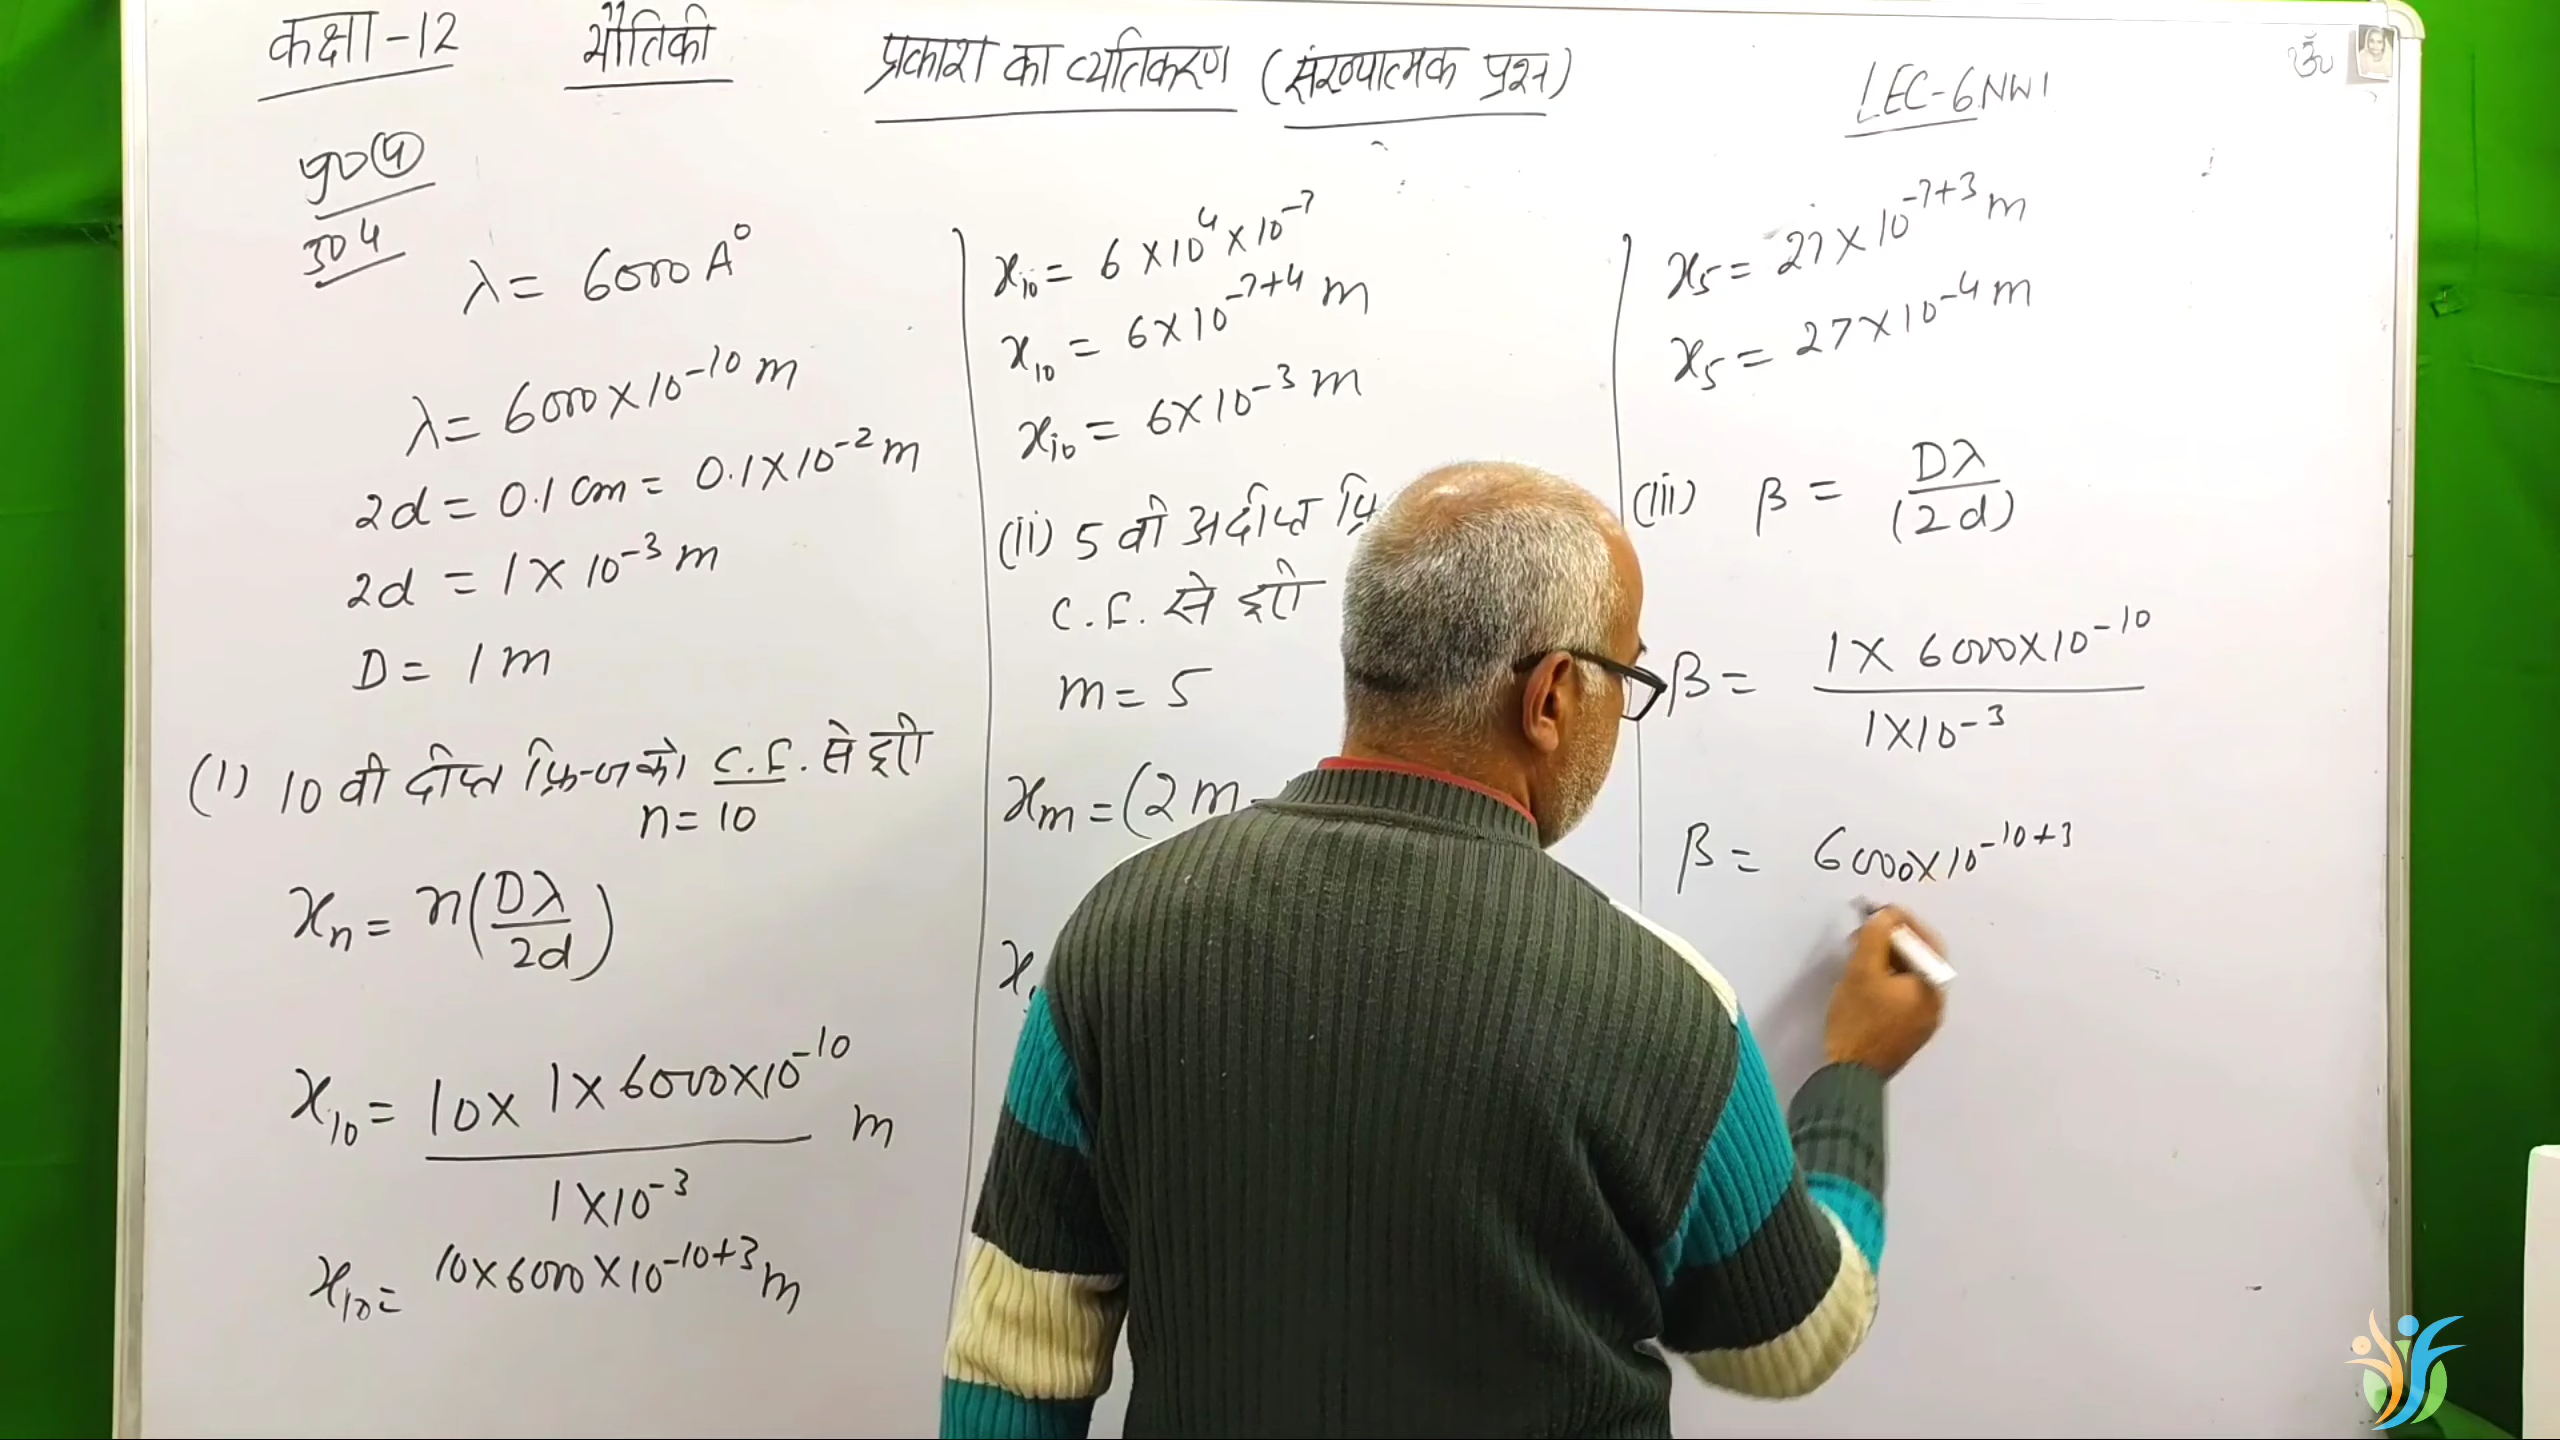 कक्षा -12 भौतिकी प्रकाश का व्यतिकरण (संख्यात्मक प्रश्न) LEC-6NW1 ॐ
304
λ = 6000 A°
λ = 6000 × 10⁻¹⁰ m
2d = 0.1 cm = 0.1 × 10⁻² m
2d = 1 × 10⁻³ m
D = 1 m
(i) 10 वी दीप्त फ्रिन्ज की C.F. से दूरी
n = 10
xₙ = n(Dλ/2d)
x₁₀ = 10 × 1 × 6000 × 10⁻¹⁰ / 1 × 10⁻³ m
x₁₀ = 10 × 6000 × 10⁻¹⁰⁺³ m
x₁₀ = 6 × 10⁴ × 10⁻⁷
x₁₀ = 6 × 10⁻⁷⁺⁴ m
x₁₀ = 6 × 10⁻³ m
(ii) 5 वी अदीप्त
C.F. से दूरी
m = 5
xₘ = (2m -
x
x₅ = 27 × 10⁻⁷⁺³ m
x₅ = 27 × 10⁻⁴ m
(iii) β = Dλ/(2d)
β = 1 × 6000 × 10⁻¹⁰ / 1 × 10⁻³
β = 6000 × 10⁻¹⁰⁺³